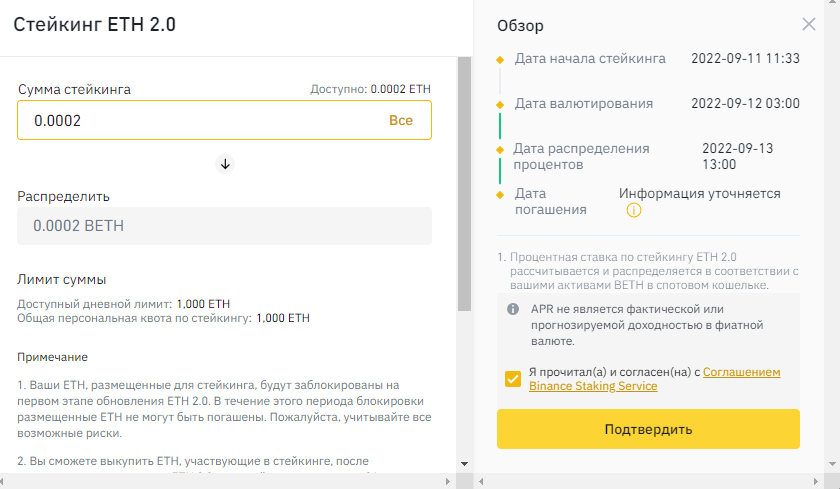 Стейкинг ETH 2.0
Сумма стейкинга
Доступно: 0.0002 ETH
0.0002
Все
Распределить
0.0002 BETH
Лимит суммы
Доступный дневной лимит: 1,000 ETH
Общая персональная квота по стейкингу: 1,000 ETH
Примечание
1. Ваши ETH, размещенные для стейкинга, будут заблокированы на
первом этапе обновления ETH 2.0. В течение этого периода блокировки
размещенные ETH не могут быть погашены. Пожалуйста, учитывайте все
возможные риски.
2. Вы сможете выкупить ETH, участвующие в стейкинге, после
Обзор
Дата начала стейкинга 2022-09-11 11:33
Дата валютирования 2022-09-12 03:00
Дата распределения 2022-09-13
процентов 13:00
Дата Информация уточняется
погашения
1. Процентная ставка по стейкингу ETH 2.0
рассчитывается и распределяется в соответствии с
вашими активами BETH в спотовом кошельке.
APR не является фактической или
прогнозируемой доходностью в фиатной
валюте.
Я прочитал(а) и согласен(на) с Соглашением
Binance Staking Service
Подтвердить